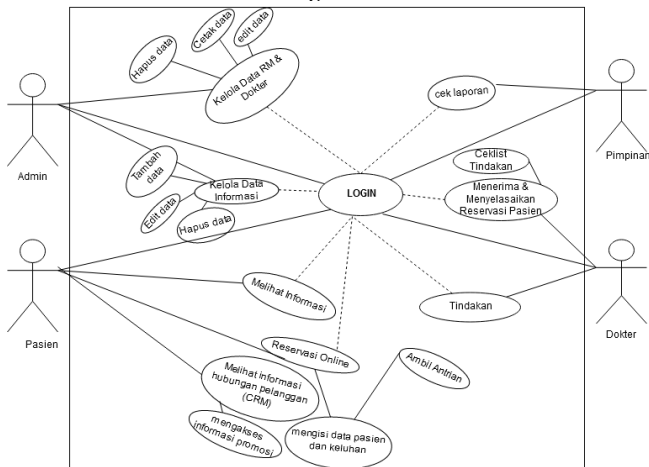 Hapus data
Cetak data
edit data
Kelola Data RM &
Dokter
cek laporan
Admin
Pimpinan
Tambah
data
Kelola Data
Informasi
Edit data
Hapus data
LOGIN
Ceklist
Tindakan
Menerima &
Menyelasaikan
Reservasi Pasien
Melihat Informasi
Tindakan
Pasien
Dokter
Reservasi Online
Ambil Antrian
Melihat informasi
hubungan pelanggan
(CRM)
mengakses
informasi promosi
mengisi data pasien
dan keluhan